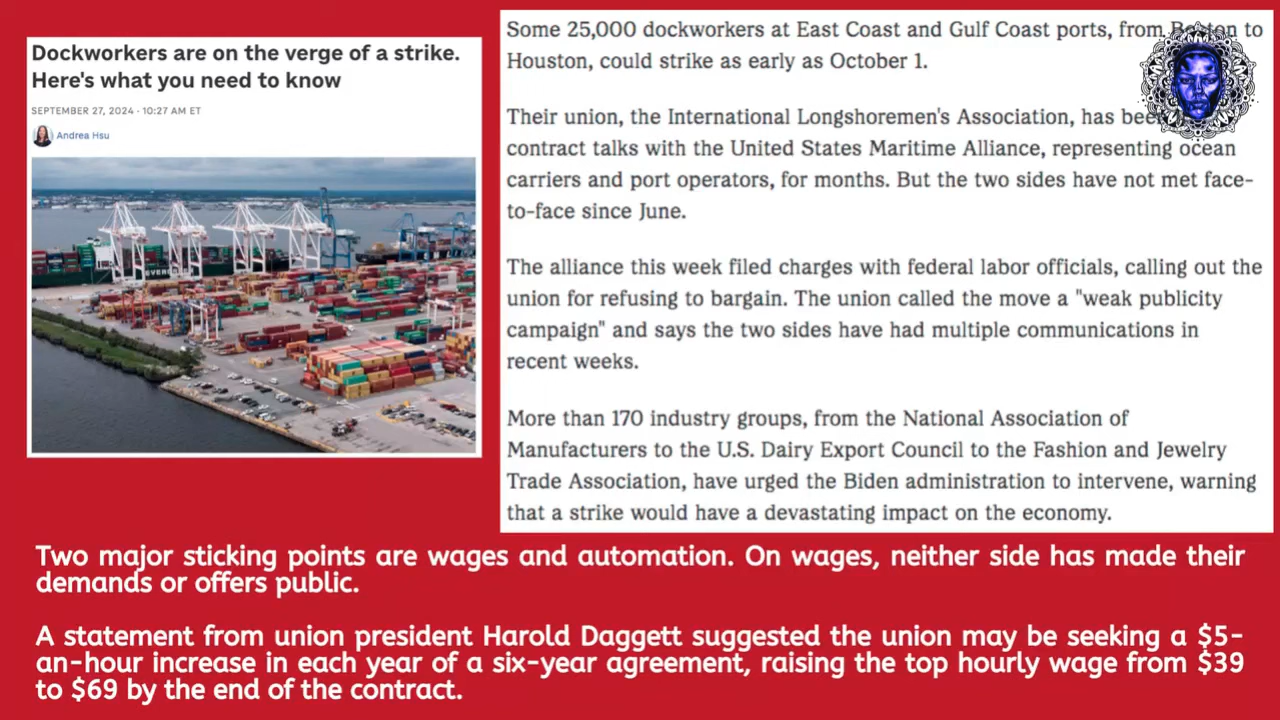 Dockworkers are on the verge of a strike.
Here's what you need to know
SEPTEMBER 27, 2024 · 10:27 AM ET
Andrea Hsu
EVERGREEN
Some 25,000 dockworkers at East Coast and Gulf Coast ports, from Boston to
Houston, could strike as early as October 1.
Their union, the International Longshoremen's Association, has been
contract talks with the United States Maritime Alliance, representing ocean
carriers and port operators, for months. But the two sides have not met face-
to-face since June.
The alliance this week filed charges with federal labor officials, calling out the
union for refusing to bargain. The union called the move a "weak publicity
campaign" and says the two sides have had multiple communications in
recent weeks.
More than 170 industry groups, from the National Association of
Manufacturers to the U.S. Dairy Export Council to the Fashion and Jewelry
Trade Association, have urged the Biden administration to intervene, warning
that a strike would have a devastating impact on the economy.
Two major sticking points are wages and automation. On wages, neither side has made their
demands or offers public.
A statement from union president Harold Daggett suggested the union may be seeking a $5-
an-hour increase in each year of a six-year agreement, raising the top hourly wage from $39
to $69 by the end of the contract.